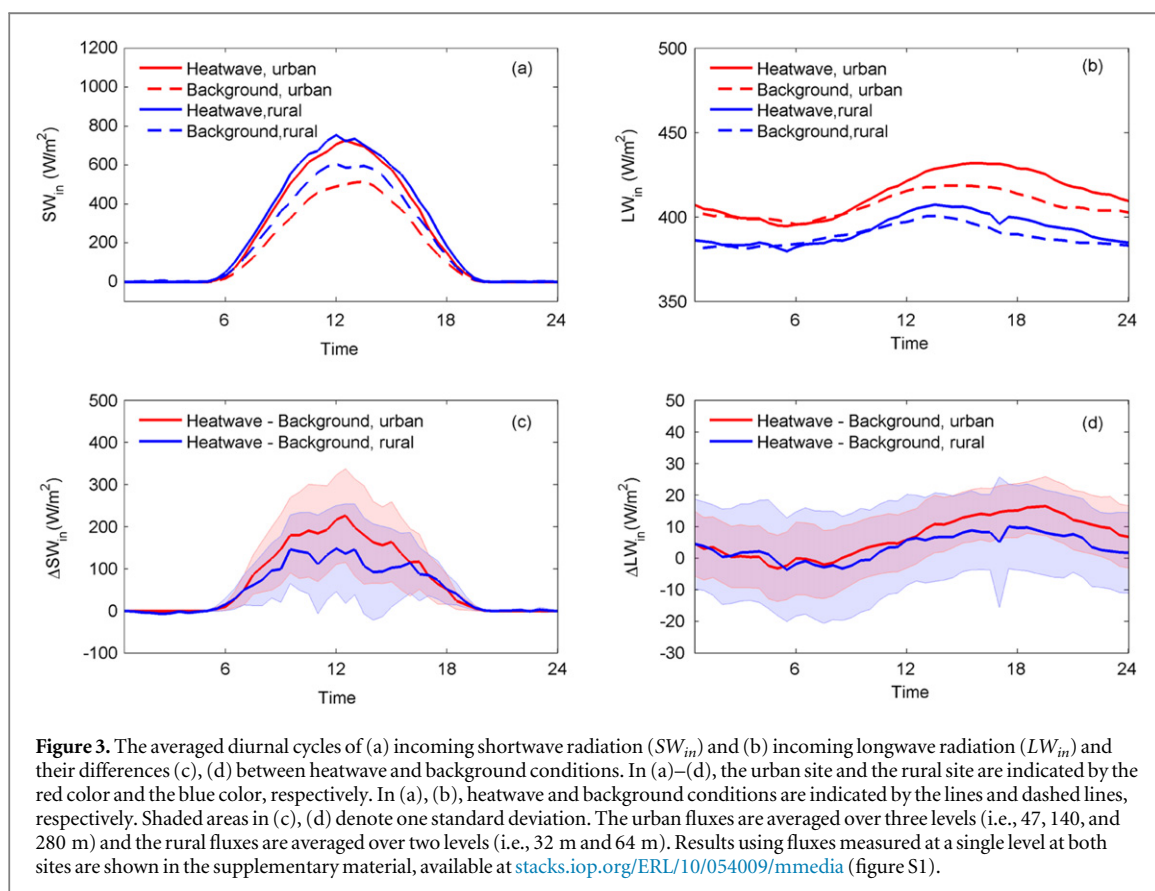 1200
1000
800
600
400
200
0
SW_in (W/m²)
Heatwave, urban
Background, urban
Heatwave,rural
Background,rural
(a)
6 12 18 24
Time
500
450
400
350
LW_in (W/m²)
Heatwave, urban
Background, urban
Heatwave,rural
Background,rural
(b)
6 12 18 24
Time
500
400
300
200
100
0
-100
ΔSW_in (W/m²)
Heatwave - Background, urban
Heatwave - Background, rural
(c)
6 12 18 24
Time
50
40
30
20
10
0
-10
-20
-30
ΔLW_in (W/m²)
Heatwave - Background, urban
Heatwave - Background, rural
(d)
6 12 18 24
Time
Figure 3. The averaged diurnal cycles of (a) incoming shortwave radiation (SW_in) and (b) incoming longwave radiation (LW_in) and
their differences (c), (d) between heatwave and background conditions. In (a)–(d), the urban site and the rural site are indicated by the
red color and the blue color, respectively. In (a), (b), heatwave and background conditions are indicated by the lines and dashed lines,
respectively. Shaded areas in (c), (d) denote one standard deviation. The urban fluxes are averaged over three levels (i.e., 47, 140, and
280 m) and the rural fluxes are averaged over two levels (i.e., 32 m and 64 m). Results using fluxes measured at a single level at both
sites are shown in the supplementary material, available at stacks.iop.org/ERL/10/054009/mmedia (figure S1).